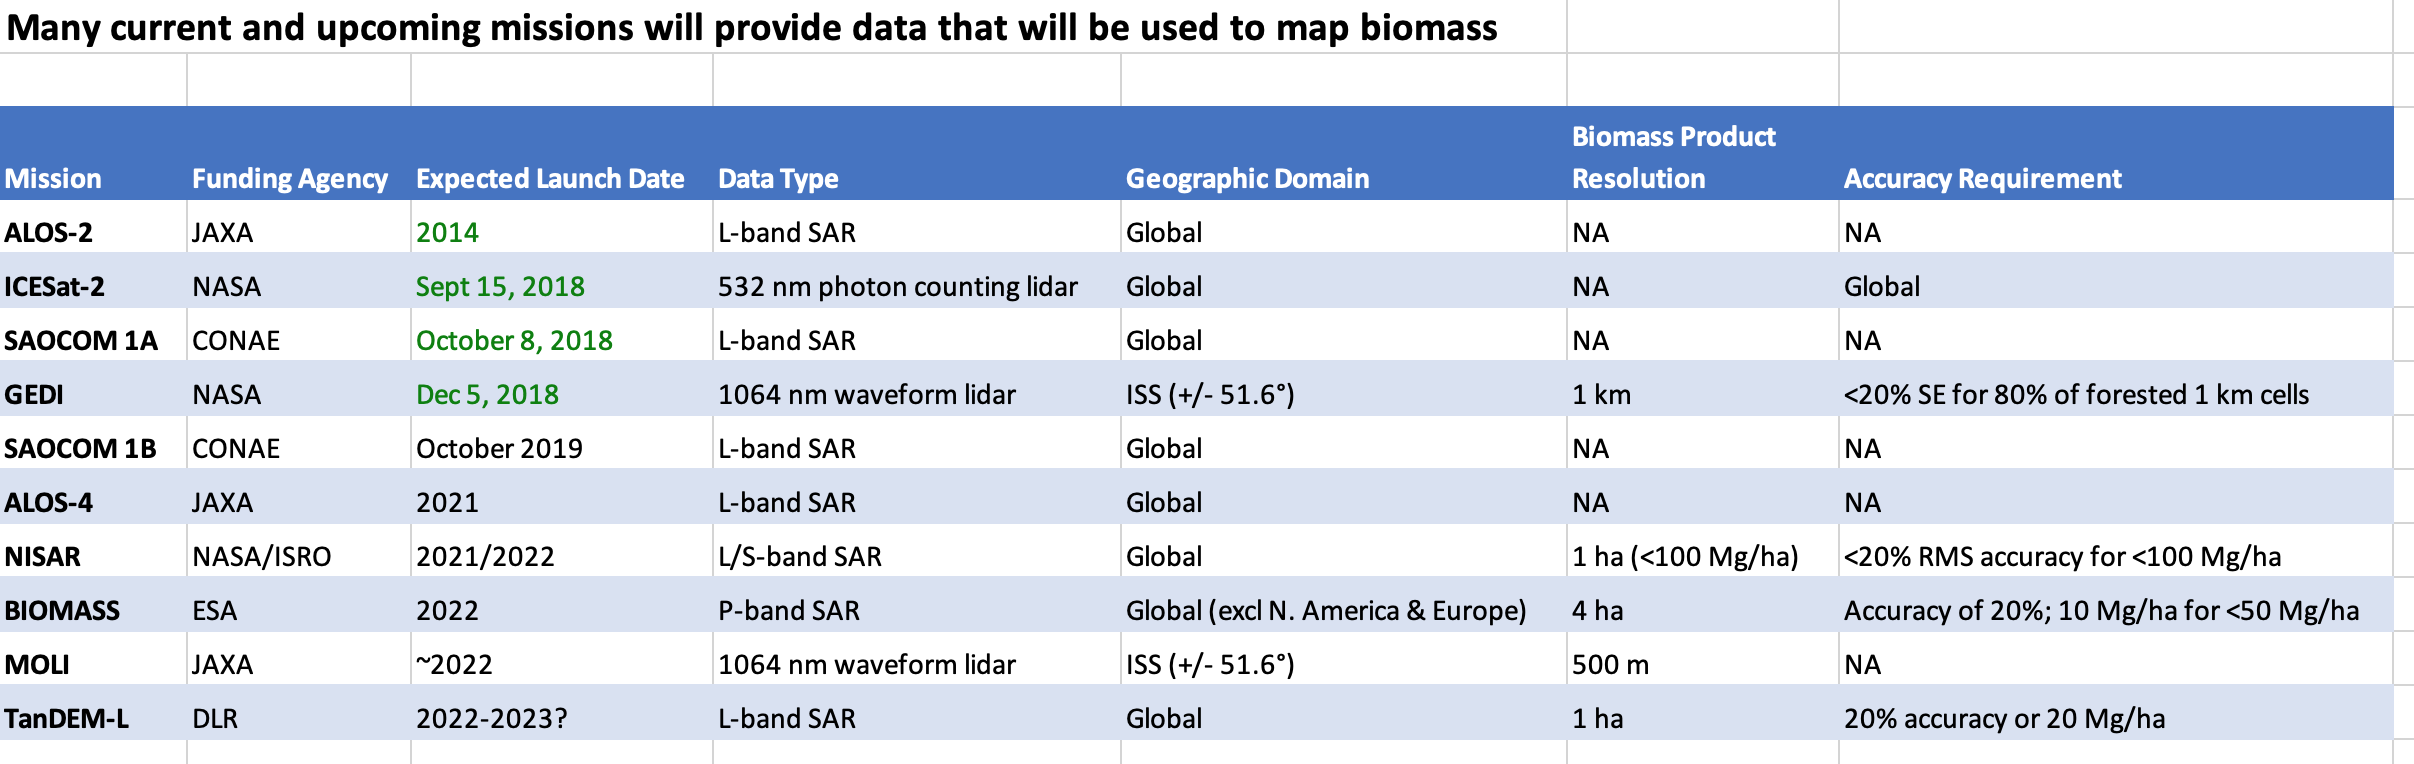 Many current and upcoming missions will provide data that will be used to map biomass
Biomass Product
Mission Funding Agency Expected Launch Date Data Type Geographic Domain Resolution Accuracy Requirement
ALOS-2 JAXA 2014 L-band SAR Global NA NA
ICESat-2 NASA Sept 15, 2018 532 nm photon counting lidar Global NA Global
SAOCOM 1A CONAE October 8, 2018 L-band SAR Global NA NA
GEDI NASA Dec 5, 2018 1064 nm waveform lidar ISS (+/- 51.6°) 1 km <20% SE for 80% of forested 1 km cells
SAOCOM 1B CONAE October 2019 L-band SAR Global NA NA
ALOS-4 JAXA 2021 L-band SAR Global NA NA
NISAR NASA/ISRO 2021/2022 L/S-band SAR Global 1 ha (<100 Mg/ha) <20% RMS accuracy for <100 Mg/ha
BIOMASS ESA 2022 P-band SAR Global (excl N. America & Europe) 4 ha Accuracy of 20%; 10 Mg/ha for <50 Mg/ha
MOLI JAXA ~2022 1064 nm waveform lidar ISS (+/- 51.6°) 500 m NA
TanDEM-L DLR 2022-2023? L-band SAR Global 1 ha 20% accuracy or 20 Mg/ha